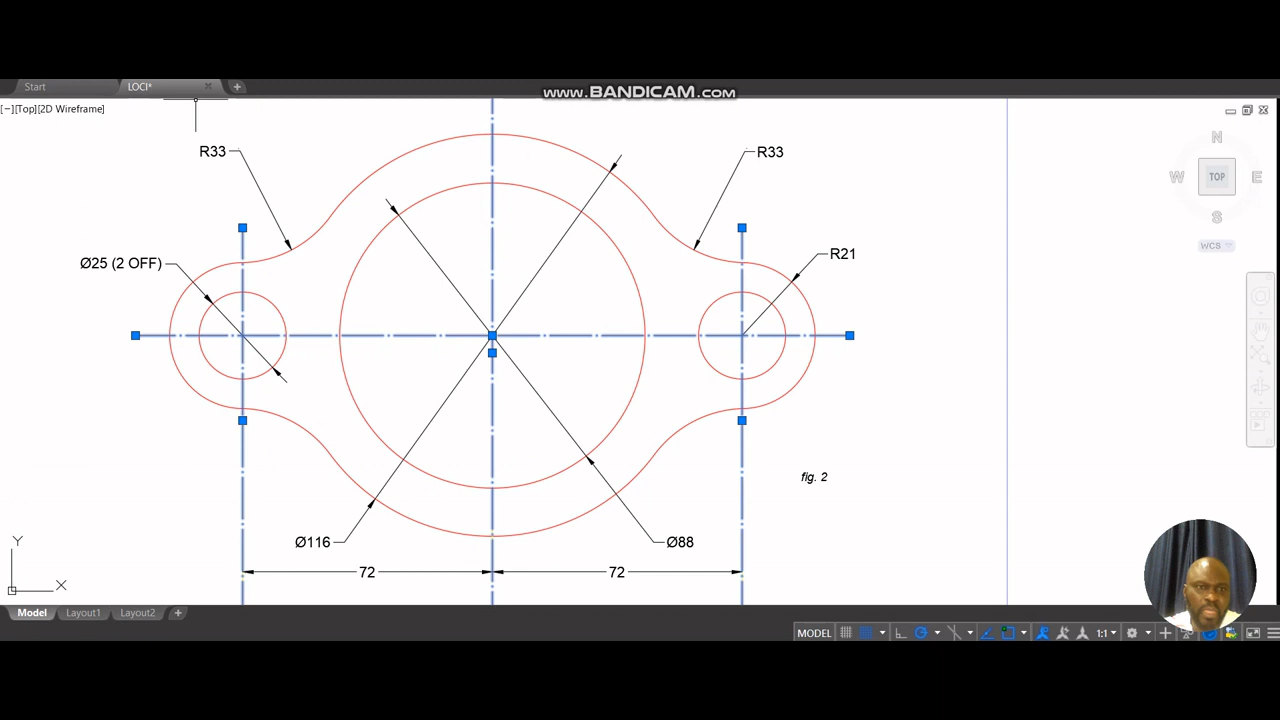 Start
LOCI*
www.BANDICAM.com
[−][Top][2D Wireframe]
N
W
TOP
E
S
WCS
R33
R33
Ø25 (2 OFF)
R21
fig. 2
Ø116
Ø88
72
72
Y
X
Model
Layout1
Layout2
MODEL
1:1